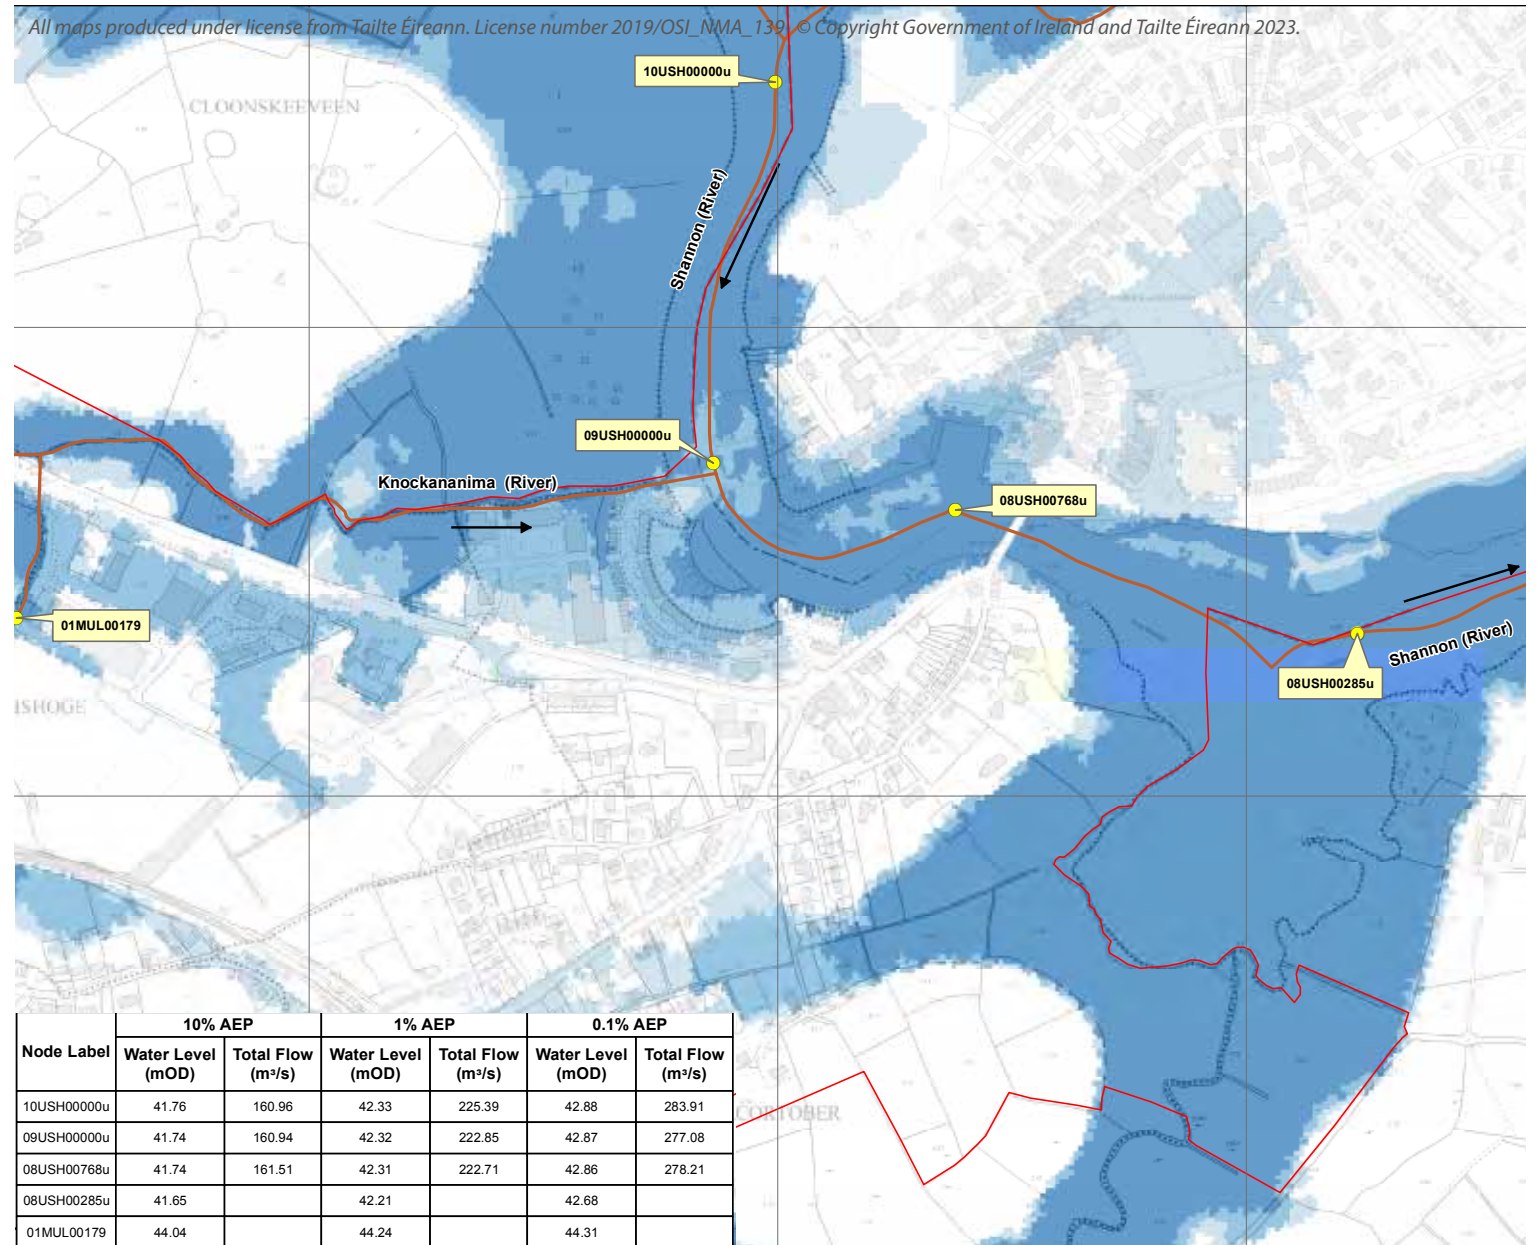 All maps produced under license from Tailte Éireann. License number 2019/OSI_NMA_139. © Copyright Government of Ireland and Tailte Éireann 2023.
10USH00000u
CLOONSKEEVEEN
Shannon (River)
09USH00000u
Knockananima (River)
08USH00768u
01MUL00179
Shannon (River)
08USH00285u
ISHOGE
CORTOBER
Node Label 10% AEP 1% AEP 0.1% AEP
Water Level (mOD) Total Flow (m³/s) Water Level (mOD) Total Flow (m³/s) Water Level (mOD) Total Flow (m³/s)
10USH00000u 41.76 160.96 42.33 225.39 42.88 283.91
09USH00000u 41.74 160.94 42.32 222.85 42.87 277.08
08USH00768u 41.74 161.51 42.31 222.71 42.86 278.21
08USH00285u 41.65 42.21 42.68
01MUL00179 44.04 44.24 44.31